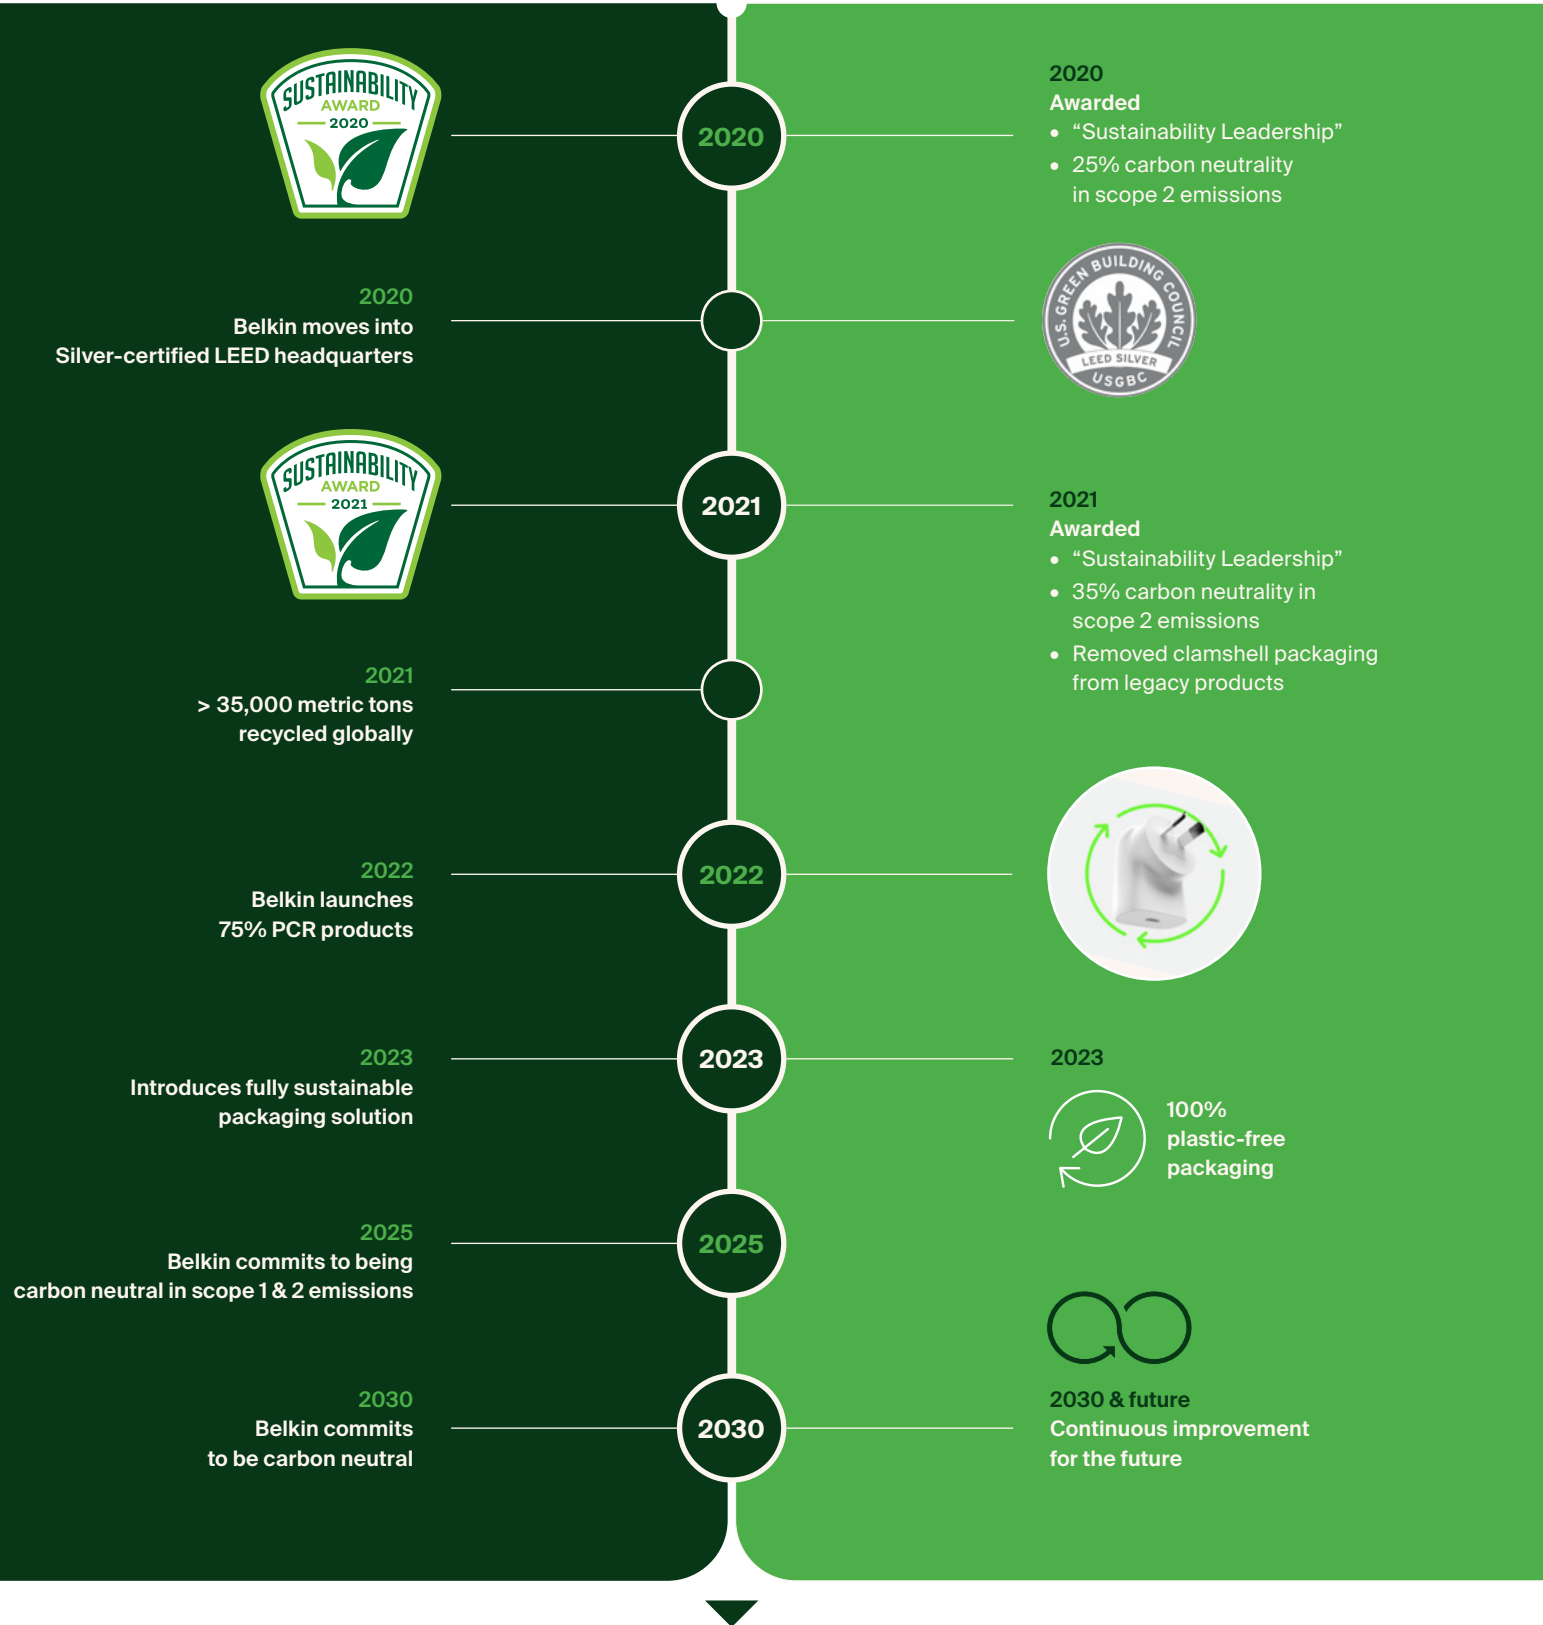 SUSTAINABILITY
AWARD
2020
2020
2020
Awarded
• “Sustainability Leadership”
• 25% carbon neutrality
in scope 2 emissions
2020
Belkin moves into
Silver-certified LEED headquarters
U.S. GREEN BUILDING COUNCIL
LEED SILVER
USGBC
SUSTAINABILITY
AWARD
2021
2021
2021
Awarded
• “Sustainability Leadership”
• 35% carbon neutrality in
scope 2 emissions
• Removed clamshell packaging
from legacy products
2021
> 35,000 metric tons
recycled globally
2022
Belkin launches
75% PCR products
2022
2023
Introduces fully sustainable
packaging solution
2023
2023
100%
plastic-free
packaging
2025
Belkin commits to being
carbon neutral in scope 1 & 2 emissions
2025
2030
Belkin commits
to be carbon neutral
2030
2030 & future
Continuous improvement
for the future